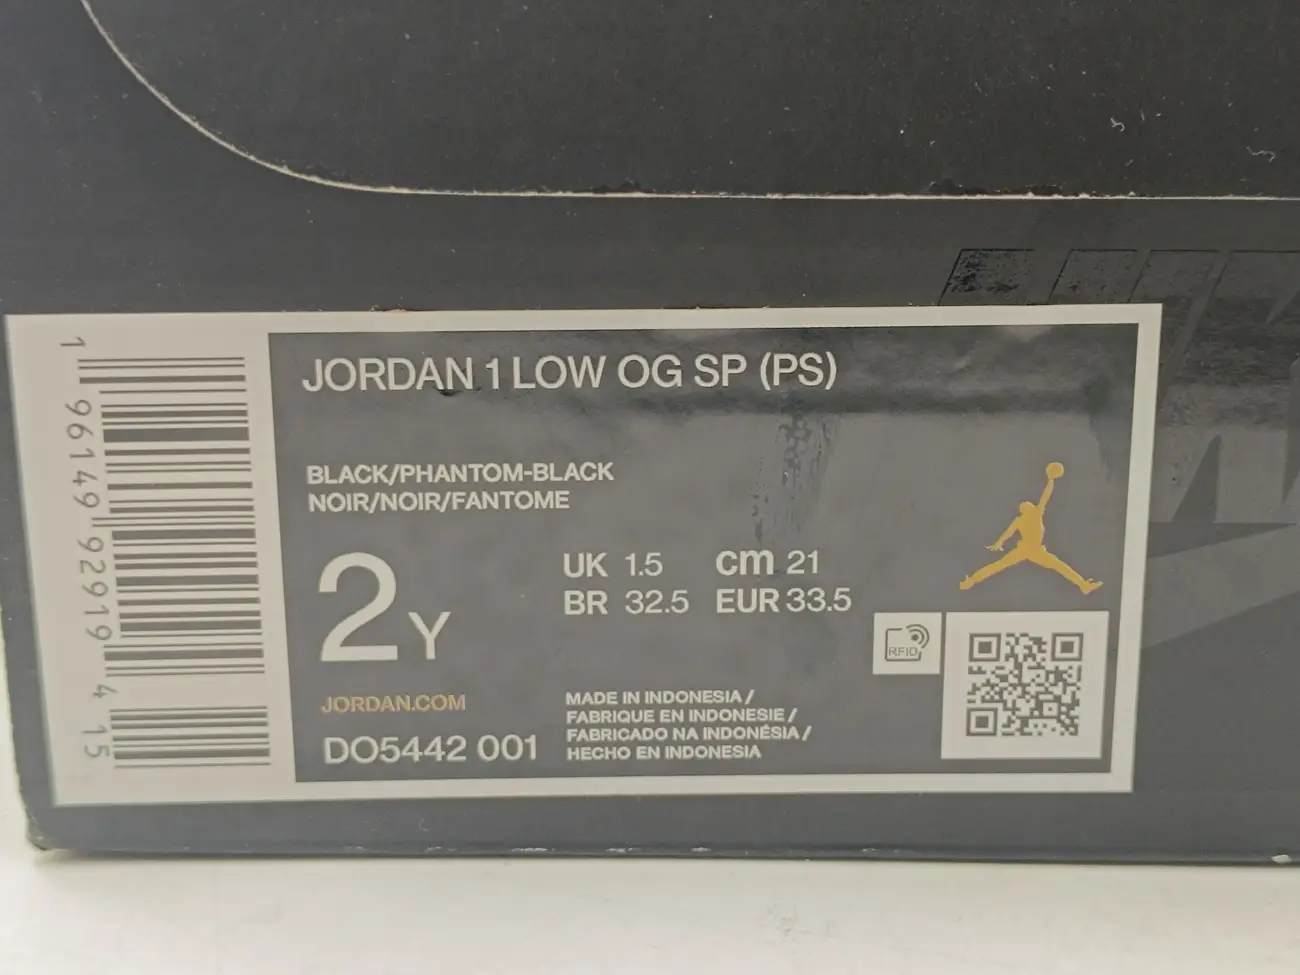 JORDAN 1 LOW OG SP (PS)
BLACK/PHANTOM-BLACK
NOIR/NOIR/FANTOME
2Y
UK 1.5 cm 21
BR 32.5 EUR 33.5
RFID
JORDAN.COM
DO5442 001
MADE IN INDONESIA /
FABRIQUE EN INDONESIE /
FABRICADO NA INDONÉSIA /
HECHO EN INDONESIA
1 96149 92919 4 15